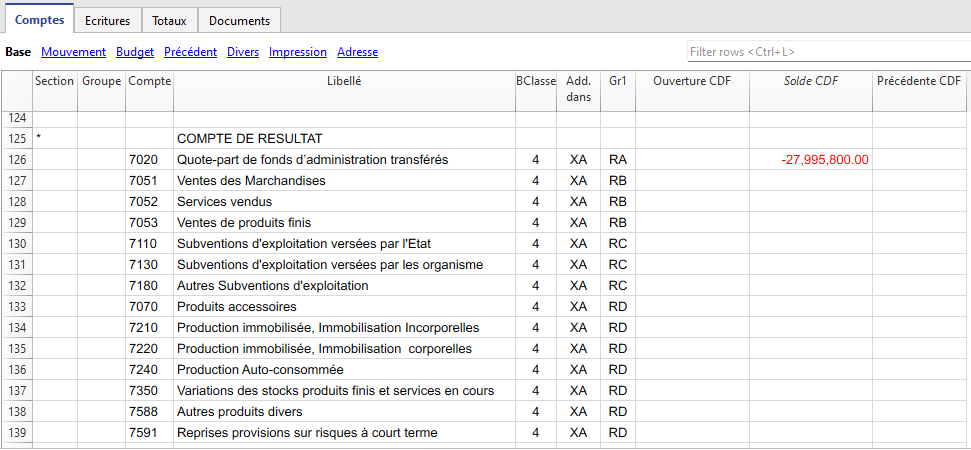 Comptes Ecritures Totaux Documents
Base Mouvement Budget Précédent Divers Impression Adresse Filter rows <Ctrl+L>
Section Groupe Compte Libellé BClasse Add. dans Gr1 Ouverture CDF Solde CDF Précédente CDF
124
125 * COMPTE DE RESULTAT
126 7020 Quote-part de fonds d'administration transférés 4 XA RA -27,995,800.00
127 7051 Ventes des Marchandises 4 XA RB
128 7052 Services vendus 4 XA RB
129 7053 Ventes de produits finis 4 XA RB
130 7110 Subventions d'exploitation versées par l'Etat 4 XA RC
131 7130 Subventions d'exploitation versées par les organisme 4 XA RC
132 7180 Autres Subventions d'exploitation 4 XA RC
133 7070 Produits accessoires 4 XA RD
134 7210 Production immobilisée, Immobilisation Incorporelles 4 XA RD
135 7220 Production immobilisée, Immobilisation corporelles 4 XA RD
136 7240 Production Auto-consommée 4 XA RD
137 7350 Variations des stocks produits finis et services en cours 4 XA RD
138 7588 Autres produits divers 4 XA RD
139 7591 Reprises provisions sur risques à court terme 4 XA RD